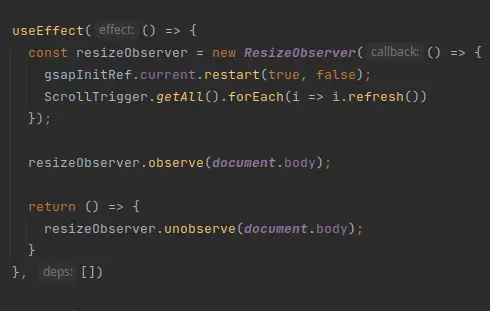 useEffect( effect: () => {
const resizeObserver = new ResizeObserver( callback: () => {
gsapInitRef.current.restart(true, false);
ScrollTrigger.getAll().forEach(i => i.refresh())
});
resizeObserver.observe(document.body);
return () => {
resizeObserver.unobserve(document.body);
}
}, deps: [])